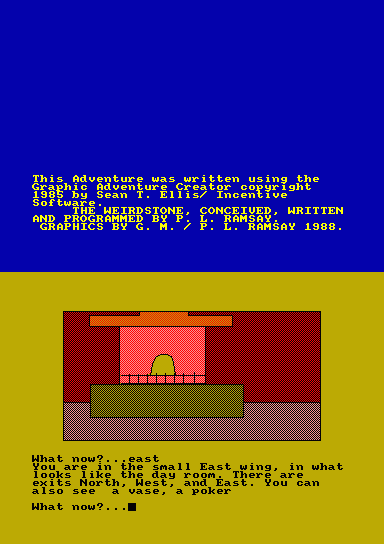 This Adventure was written using the
Graphic Adventure Creator copyright
1985 by Sean T. Ellis/ Incentive
Software.
THE WEIRDSTONE, CONCEIVED, WRITTEN
AND PROGRAMMED BY P. L. RAMSAY.
GRAPHICS BY G. M. / P. L. RAMSAY 1988.
What now?...east
You are in the small East wing, in what
looks like the day room. There are
exits North, West, and East. You can
also see  a vase, a poker
What now?...